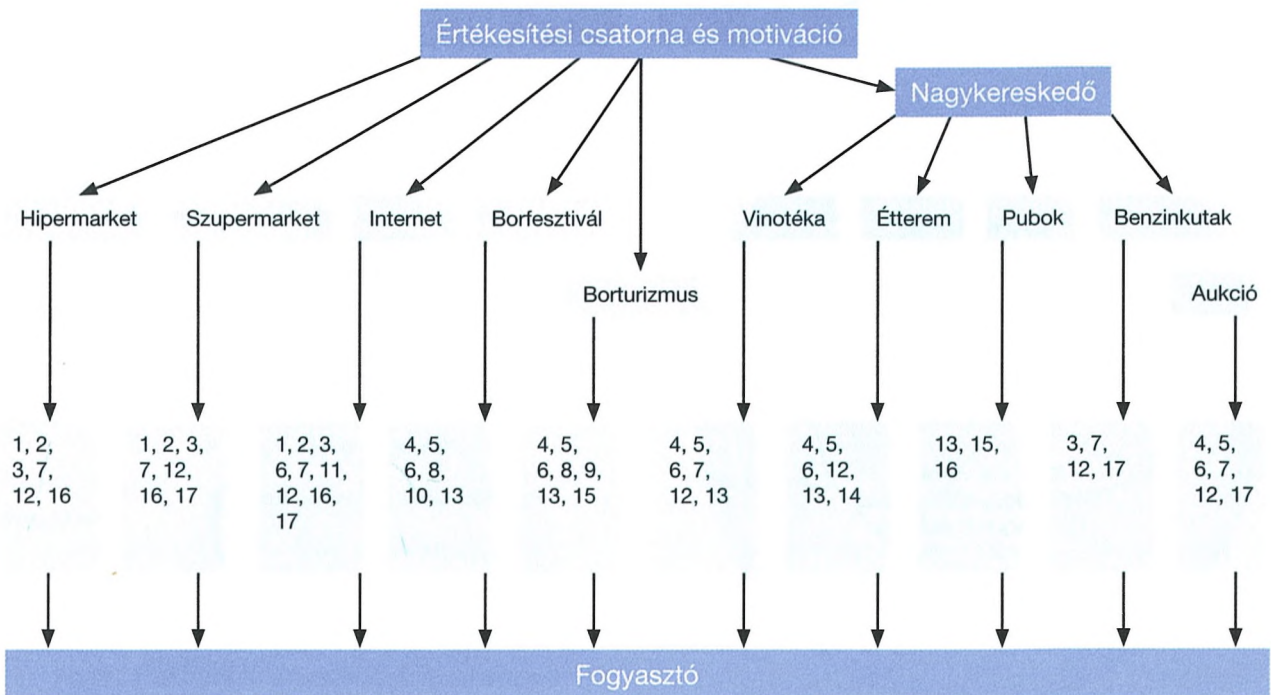 Értékesítési csatorna és motiváció
Nagykereskedő
Hipermarket
Szupermarket
Internet
Borfesztivál
Vinotéka
Étterem
Pubok
Benzinkutak
Borturizmus
Aukció
1, 2,
3, 7,
12, 16
1, 2, 3,
7, 12,
16, 17
1, 2, 3,
6, 7, 11,
12, 16,
17
4, 5,
6, 8,
10, 13
4, 5,
6, 8, 9,
13, 15
4, 5,
6, 7,
12, 13
4, 5,
6, 12,
13, 14
13, 15,
16
3, 7,
12, 17
4, 5,
6, 7,
12, 17
Fogyasztó